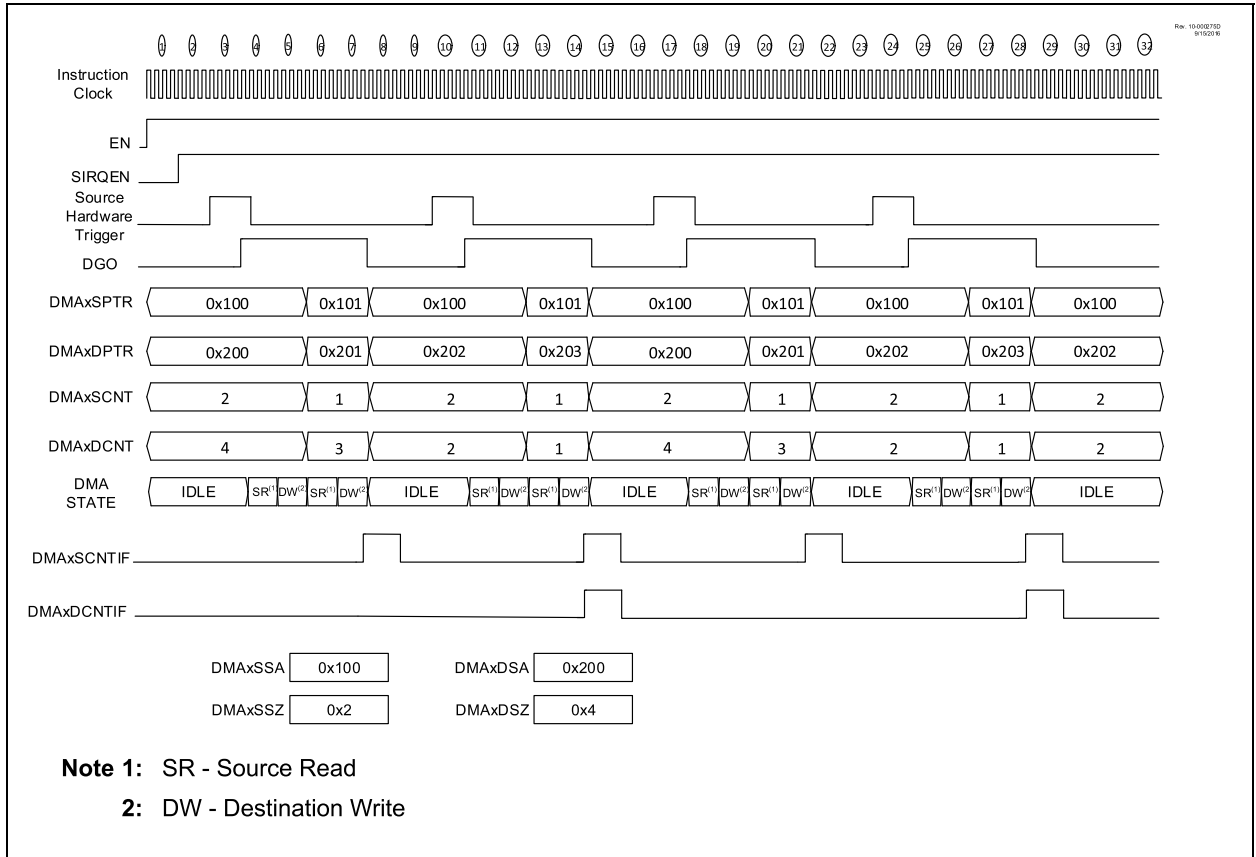 Rev. 10-000275D
9/15/2016
1 2 3 4 5 6 7 8 9 10 11 12 13 14 15 16 17 18 19 20 21 22 23 24 25 26 27 28 29 30 31 32
Instruction
Clock
EN
SIRQEN
Source
Hardware
Trigger
DGO
DMAxSPTR 0x100 0x101 0x100 0x101 0x100 0x101 0x100 0x101 0x100
DMAxDPTR 0x200 0x201 0x202 0x203 0x200 0x201 0x202 0x203 0x202
DMAxSCNT 2 1 2 1 2 1 2 1 2
DMAxDCNT 4 3 2 1 4 3 2 1 2
DMA
STATE
IDLE SR(1) DW(2) SR(1) DW(2) IDLE SR(1) DW(2) SR(1) DW(2) IDLE SR(1) DW(2) SR(1) DW(2) IDLE SR(1) DW(2) SR(1) DW(2) IDLE
DMAxSCNTIF
DMAxDCNTIF
DMAxSSA 0x100 DMAxDSA 0x200
DMAxSSZ 0x2 DMAxDSZ 0x4
Note 1: SR - Source Read
2: DW - Destination Write